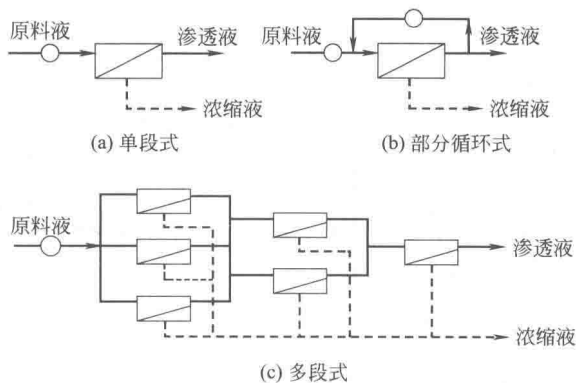 原料液
渗透液
浓缩液
(a) 单段式
原料液
渗透液
浓缩液
(b) 部分循环式
原料液
渗透液
浓缩液
(c) 多段式